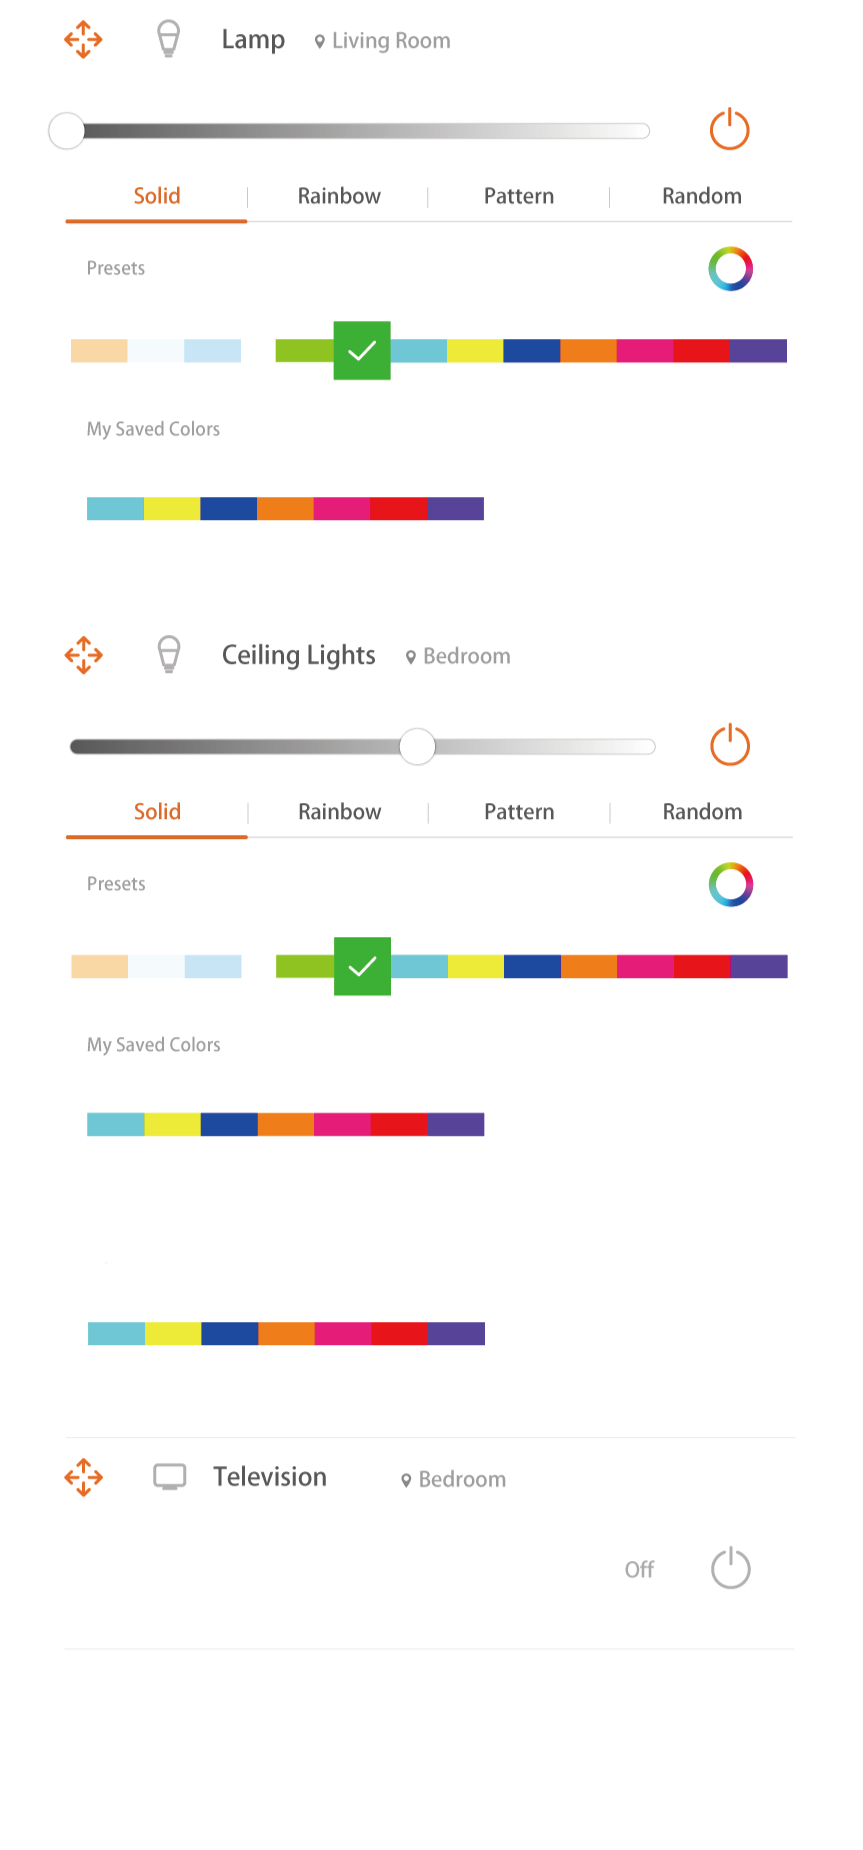 Lamp Living Room
Solid Rainbow Pattern Random
Presets
My Saved Colors
Ceiling Lights Bedroom
Solid Rainbow Pattern Random
Presets
My Saved Colors
Television Bedroom
Off